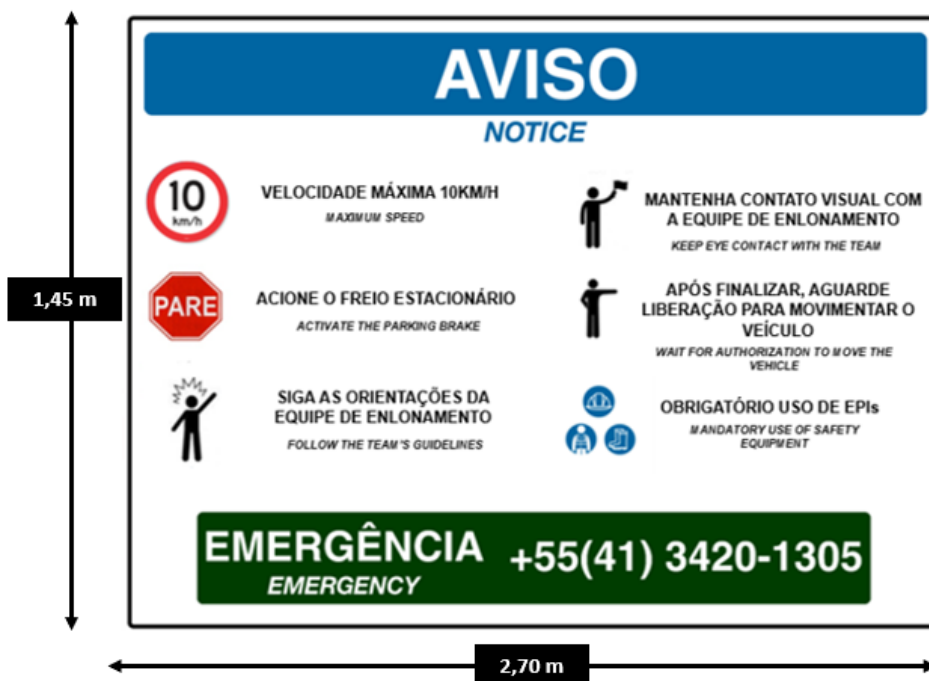 AVISO
NOTICE
10
km/h
VELOCIDADE MÁXIMA 10KM/H
MAXIMUM SPEED
PARE
ACIONE O FREIO ESTACIONÁRIO
ACTIVATE THE PARKING BRAKE
SIGA AS ORIENTAÇÕES DA
EQUIPE DE ENLONAMENTO
FOLLOW THE TEAM'S GUIDELINES
MANTENHA CONTATO VISUAL COM
A EQUIPE DE ENLONAMENTO
KEEP EYE CONTACT WITH THE TEAM
APÓS FINALIZAR, AGUARDE
LIBERAÇÃO PARA MOVIMENTAR O
VEÍCULO
WAIT FOR AUTHORIZATION TO MOVE THE
VEHICLE
OBRIGATÓRIO USO DE EPIs
MANDATORY USE OF SAFETY
EQUIPMENT
EMERGÊNCIA
EMERGENCY
+55(41) 3420-1305
1,45 m
2,70 m